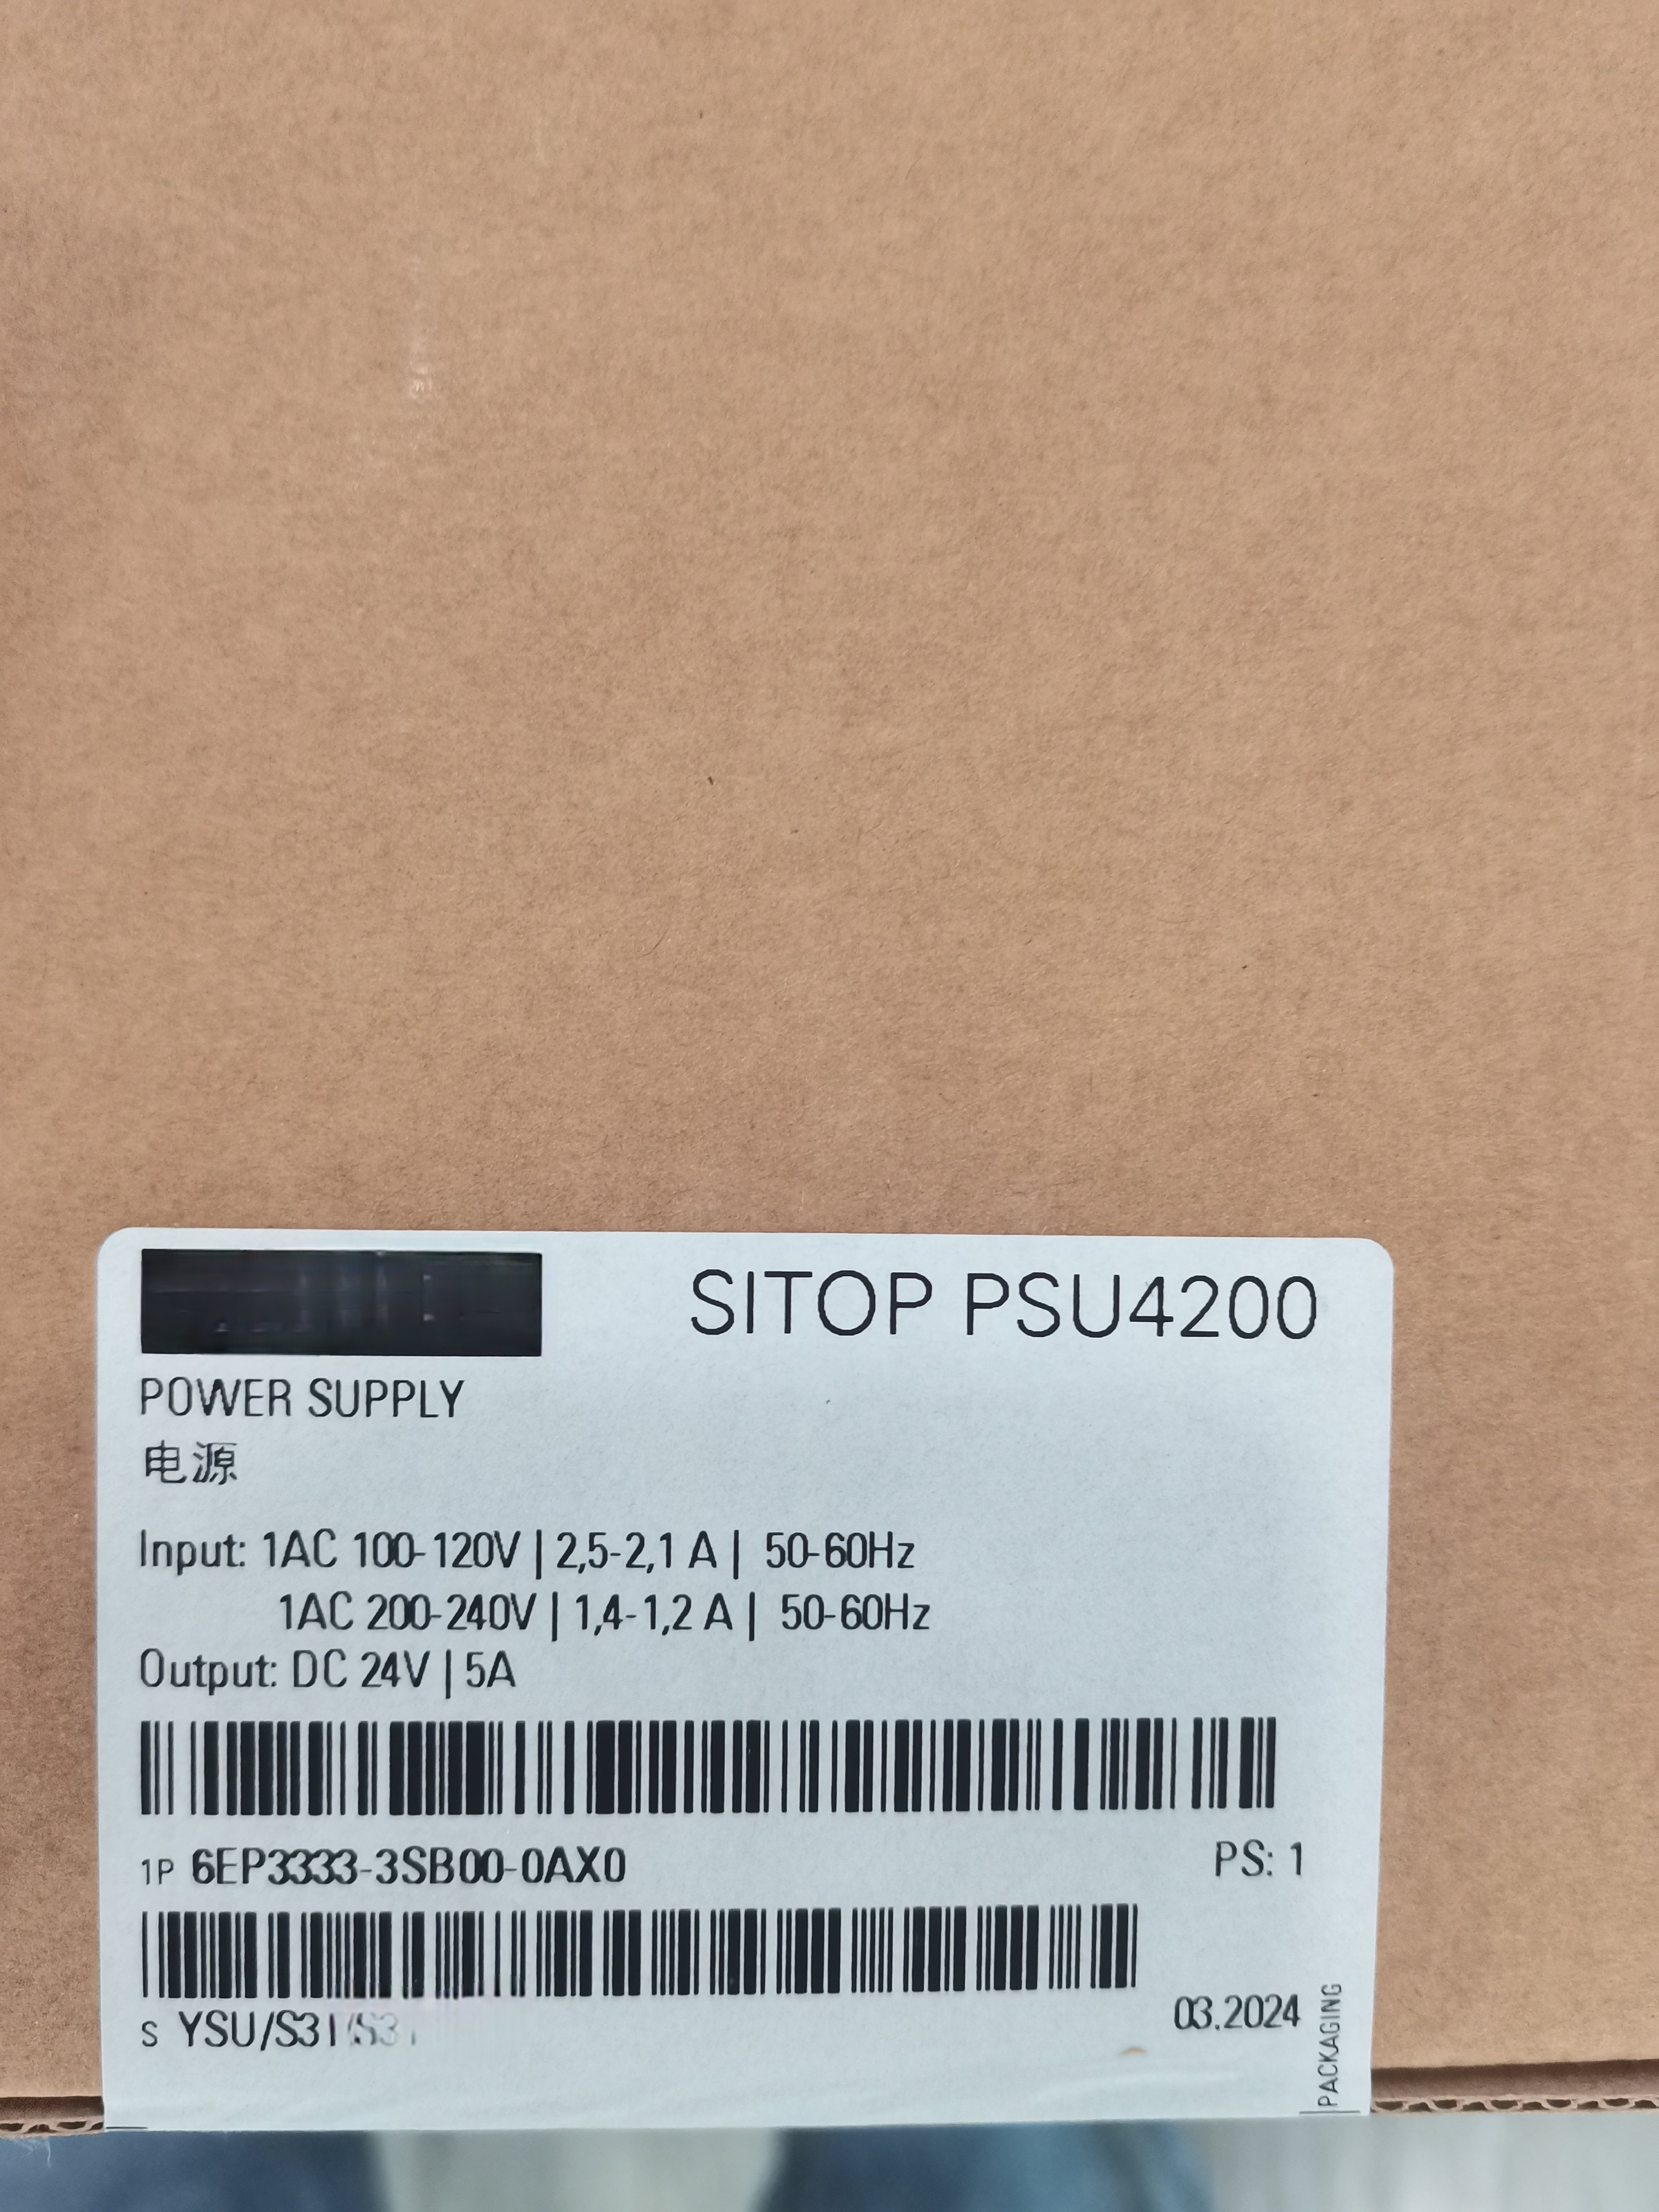 SITOP PSU4200
POWER SUPPLY
电源
Input: 1AC 100-120V | 2,5-2,1 A | 50-60Hz
1AC 200-240V | 1,4-1,2 A | 50-60Hz
Output: DC 24V | 5A
1P 6EP3333-3SB00-0AX0
PS: 1
S YSU/S31
03.2024
PACKAGING